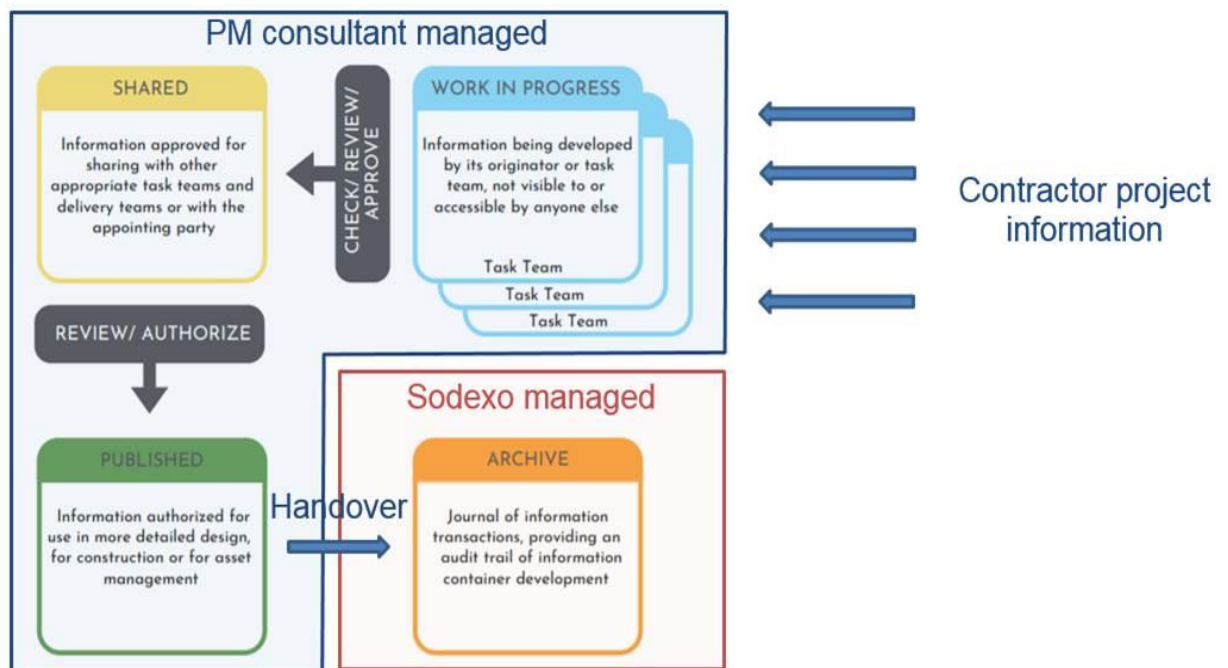 PM consultant managed
SHARED
Information approved for
sharing with other
appropriate task teams and
delivery teams or with the
appointing party
CHECK/ REVIEW/
APPROVE
WORK IN PROGRESS
Information being developed
by its originator or task
team, not visible to or
accessible by anyone else
Task Team
Task Team
Task Team
Contractor project
information
REVIEW/ AUTHORIZE
PUBLISHED
Information authorized for
use in more detailed design,
for construction or for asset
management
Handover
Sodexo managed
ARCHIVE
Journal of information
transactions, providing an
audit trail of information
container development